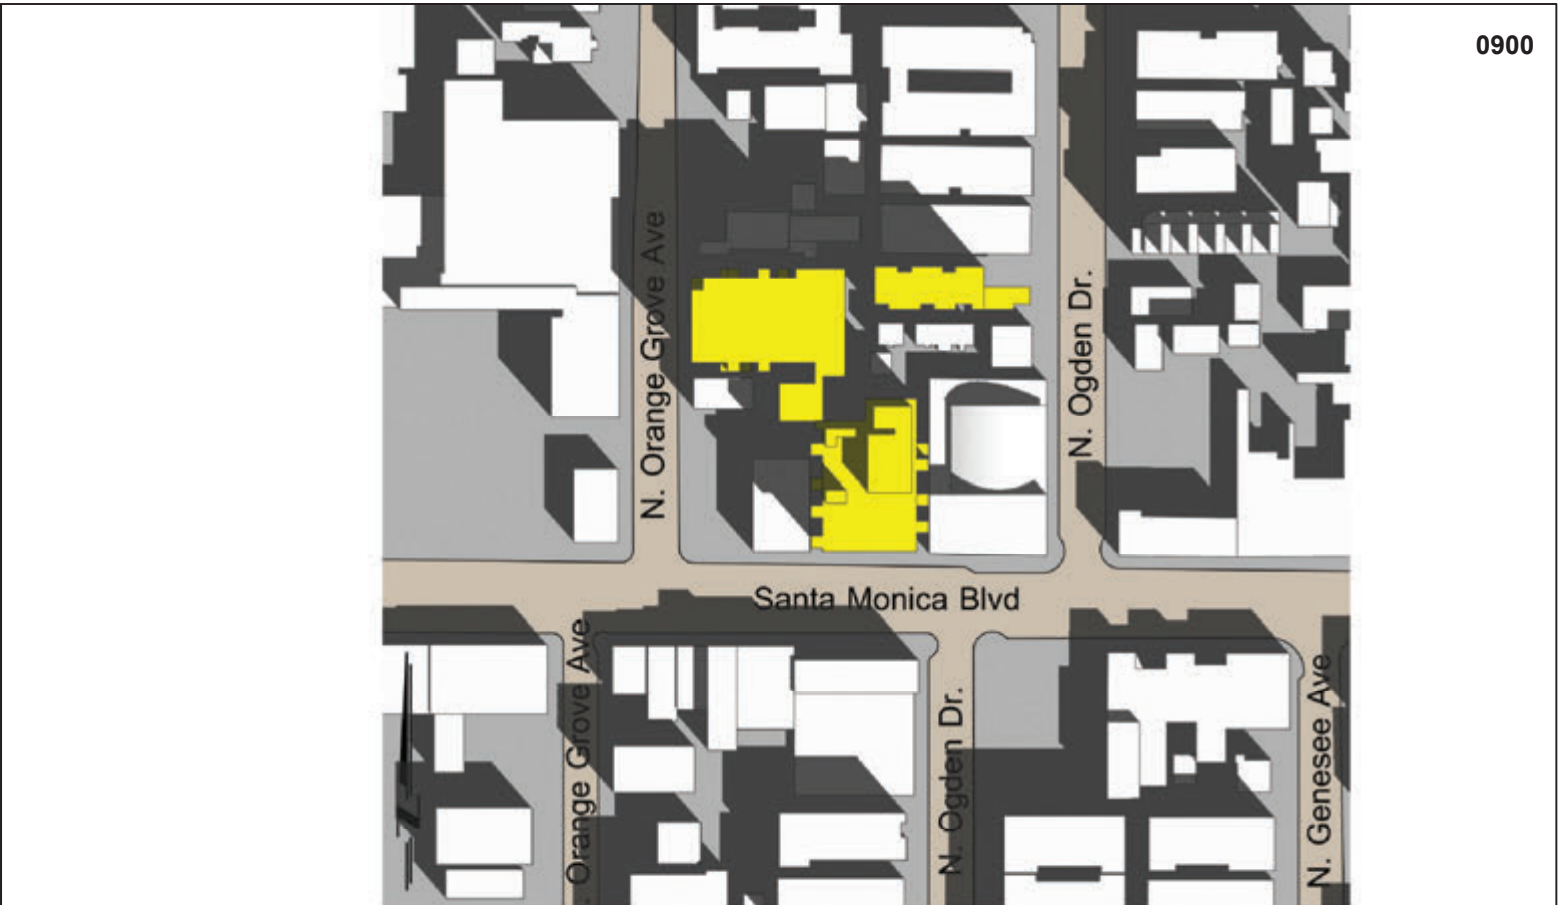 0900
N. Orange Grove Ave
N. Ogden Dr.
Santa Monica Blvd
. Orange Grove Ave
N. Ogden Dr.
N. Genesee Ave